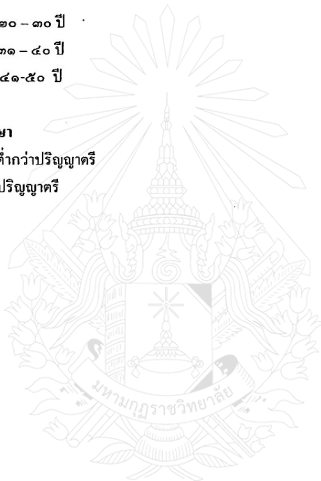 ๒๐ – ๓๐ ปี
๓๑ – ๔๐ ปี
๔๑-๕๐ ปี
ษา
ต่ำกว่าปริญญาตรี
ปริญญาตรี
มหามกุฏราชวิทยาลัย